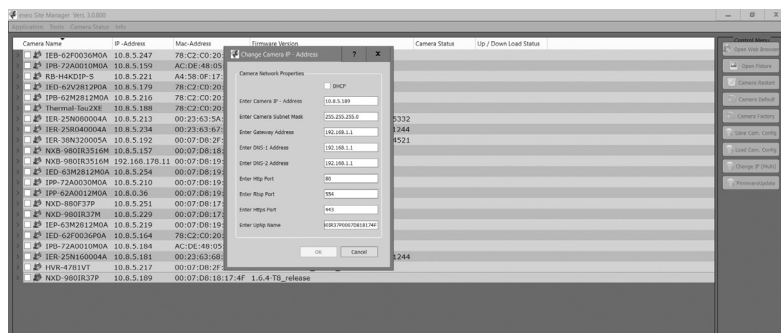 eneo Site Manager Vers. 3.0.800
Application Tools Camera Status Info
Camera Name IP -Address Mac-Address Firmware Version Camera Status Up / Down Load Status
IEB-62F0036M0A 10.8.5.247 78:C2:C0:20:
IPB-72A0010M0A 10.8.5.159 AC:DE:48:05:
RB-H4KDIP-S 10.8.5.221 A4:58:0F:17:
IED-62V2812P0A 10.8.5.179 78:C2:C0:20:
IPB-62M2812M0A 10.8.5.216 78:C2:C0:20:
Thermal-Tau2XE 10.8.5.188 78:C2:C0:20:
IER-25N080004A 10.8.5.213 00:23:63:5A: 5332
IER-25R040004A 10.8.5.234 00:23:63:67: 1244
IER-38N320005A 10.8.5.192 00:07:D8:2F: 4521
NXB-980IR3516M 10.8.5.157 00:07:D8:18:
NXB-980IR3516M 192.168.178.11 00:07:D8:19:
IED-63M2812M0A 10.8.5.254 00:07:D8:19:
IPP-72A0030M0A 10.8.5.210 00:07:D8:19:
IPP-62A0012M0A 10.8.0.36 00:07:D8:19:
NXD-880F37P 10.8.5.251 00:07:D8:17:
NXD-980IR37M 10.8.5.229 00:07:D8:17:
IEP-63M2812M0A 10.8.5.219 00:07:D8:19:
IED-62F0036P0A 10.8.5.164 78:C2:C0:20:
IPB-72A0010M0A 10.8.5.184 AC:DE:48:05:
IER-25N160004A 10.8.5.181 00:23:63:68: 1244
HVR-4781VT 10.8.5.217 00:07:D8:2F:
NXD-980IR37P 10.8.5.189 00:07:D8:18:17:4F 1.6.4-T8_release
Change Camera IP - Address ? X
Camera Network Properties
DHCP
Enter Camera IP - Address 10.8.5.189
Enter Camera Subnet Mask 255.255.255.0
Enter Gateway Address 192.168.1.1
Enter DNS-1 Address 192.168.1.1
Enter DNS-2 Address 192.168.1.1
Enter Http Port 80
Enter Rtsp Port 554
Enter Https Port 443
Enter UpNp Name 0IR37P0007D818174F
OK Cancel
Control Menu
Open Web Browser
Open Picture
Camera Restart
Camera Default
Camera Factory
Save Cam. Config
Load Cam. Config
Change IP (Multi)
FirmwareUpdate